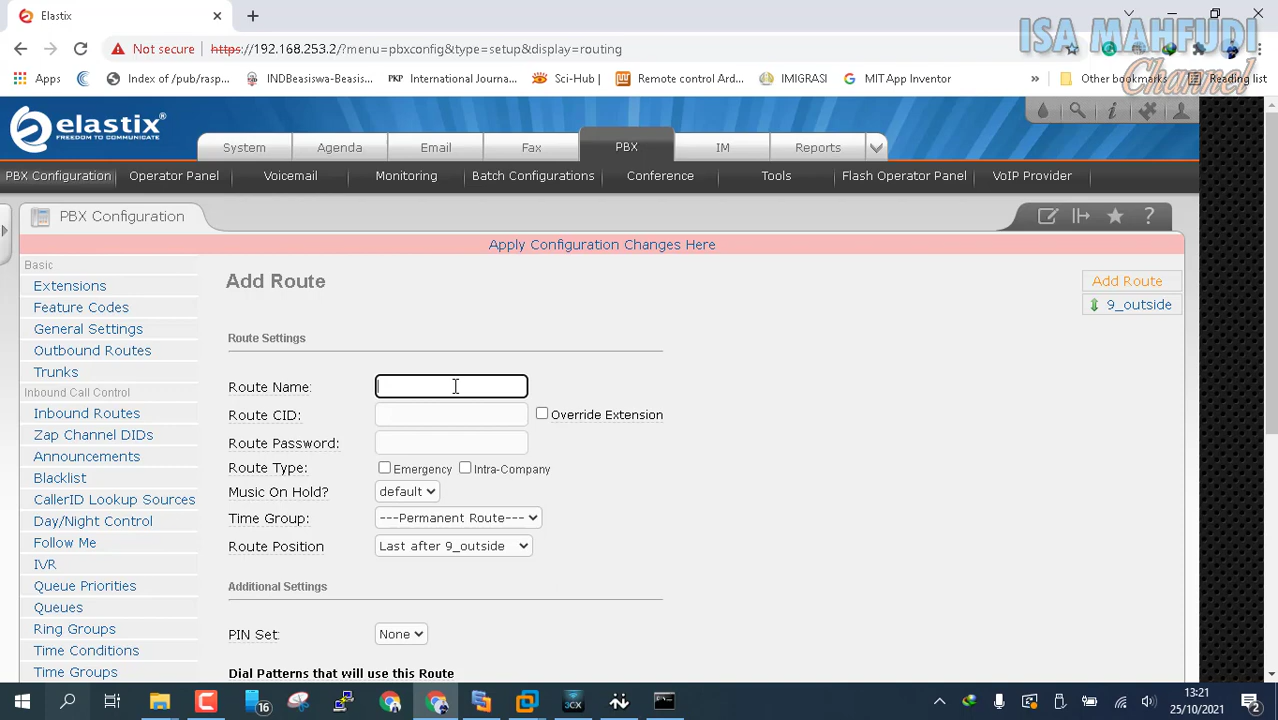 Elastix
ISA MAHFUDI
Channel
Not secure https://192.168.253.2/?menu=pbxconfig&type=setup&display=routing
Apps Index of /pub/rasp... INDBeasiswa-Beasis... PKP International Journa... Sci-Hub | Remote control Ard... IMIGRASI MIT App Inventor » Other bookmarks Reading list
elastix
FREEDOM TO COMMUNICATE
System Agenda Email Fax PBX IM Reports
PBX Configuration Operator Panel Voicemail Monitoring Batch Configurations Conference Tools Flash Operator Panel VoIP Provider
PBX Configuration
Apply Configuration Changes Here
Basic
Extensions
Feature Codes
General Settings
Outbound Routes
Trunks
Inbound Call Control
Inbound Routes
Zap Channel DIDs
Announcements
Blacklist
CallerID Lookup Sources
Day/Night Control
Follow Me
IVR
Queue Priorities
Queues
Ring Groups
Time Conditions
Time Groups
Add Route
Route Settings
Route Name:
Route CID: Override Extension
Route Password:
Route Type: Emergency Intra-Company
Music On Hold? default
Time Group: ---Permanent Route---
Route Position Last after 9_outside
Additional Settings
PIN Set: None
Dial Patterns that will use this Route
Add Route
9_outside
16
3CX
13:21
25/10/2021
2